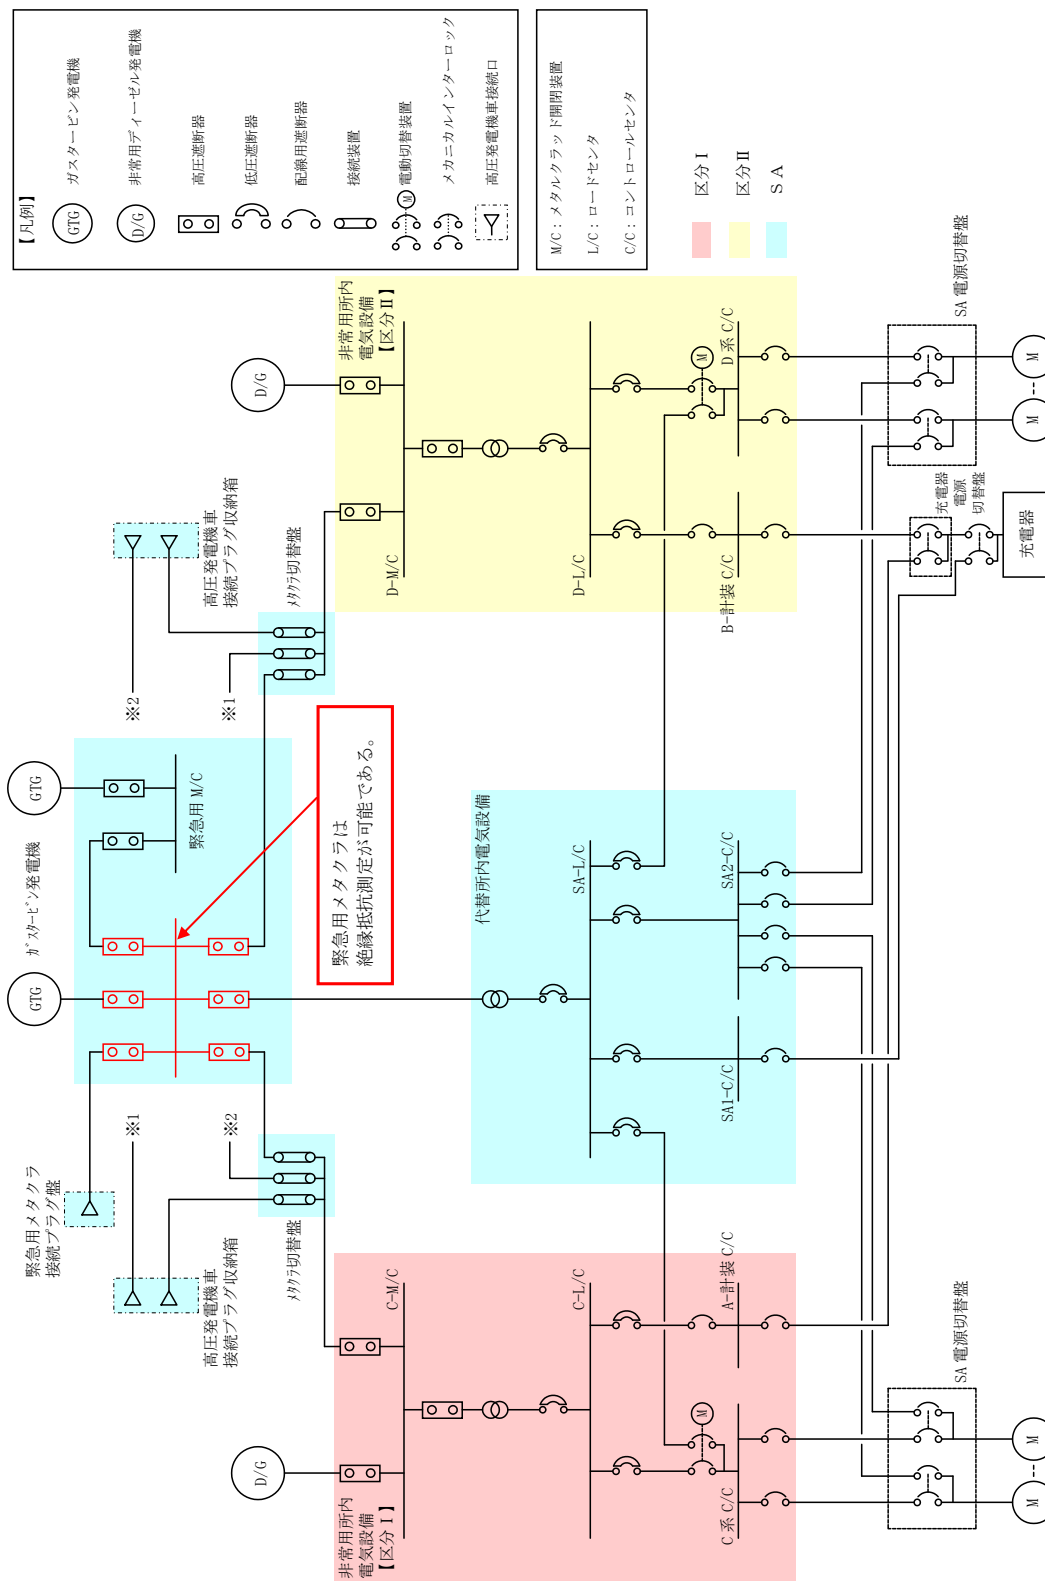 【凡例】
GTG
ガスタービン発電機
D/G
非常用ディーゼル発電機
高圧遮断器
低圧遮断器
配線用遮断器
接続装置
M
電動切替装置
メカニカルインターロック
高圧発電機車接続口
M/C：メタルクラッド開閉装置
L/C：ロードセンタ
C/C：コントロールセンタ
区分Ⅰ
区分Ⅱ
ＳＡ
GTG
ガスタービン発電機
GTG
緊急用 M/C
緊急用メタクラは
絶縁抵抗測定が可能である。
緊急用メタクラ
接続プラグ盤
※1
※2
高圧発電機車
接続プラグ収納箱
メタクラ切替盤
高圧発電機車
接続プラグ収納箱
※2
※1
メタクラ切替盤
D/G
非常用所内
電気設備
【区分Ⅰ】
C-M/C
C-L/C
M
C 系 C/C
A-計装 C/C
D/G
非常用所内
電気設備
【区分Ⅱ】
D-M/C
D-L/C
M
D 系 C/C
B-計装 C/C
代替所内電気設備
SA-L/C
SA1-C/C
SA2-C/C
SA 電源切替盤
M
M
充電器
電源
切替盤
充電器
SA 電源切替盤
M
M